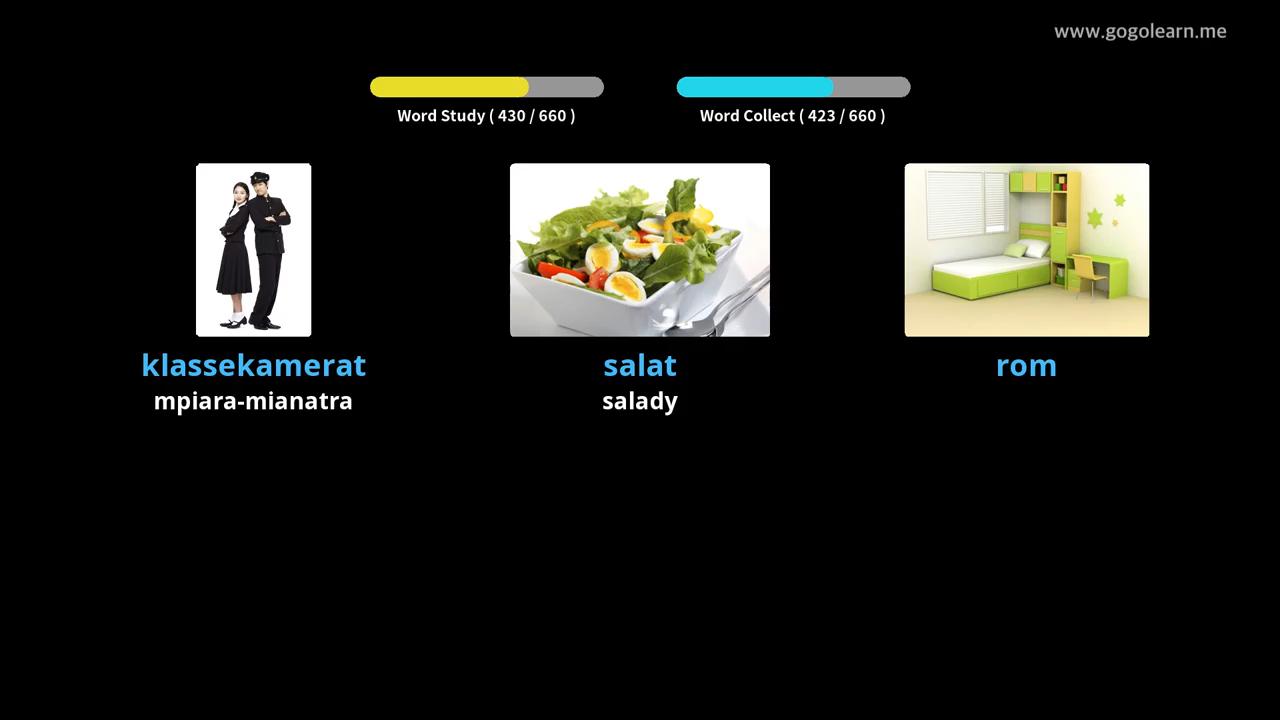 www.gogolearn.me
Word Study ( 430 / 660 )
Word Collect ( 423 / 660 )
klassekamerat
mpiara-mianatra
salat
salady
rom